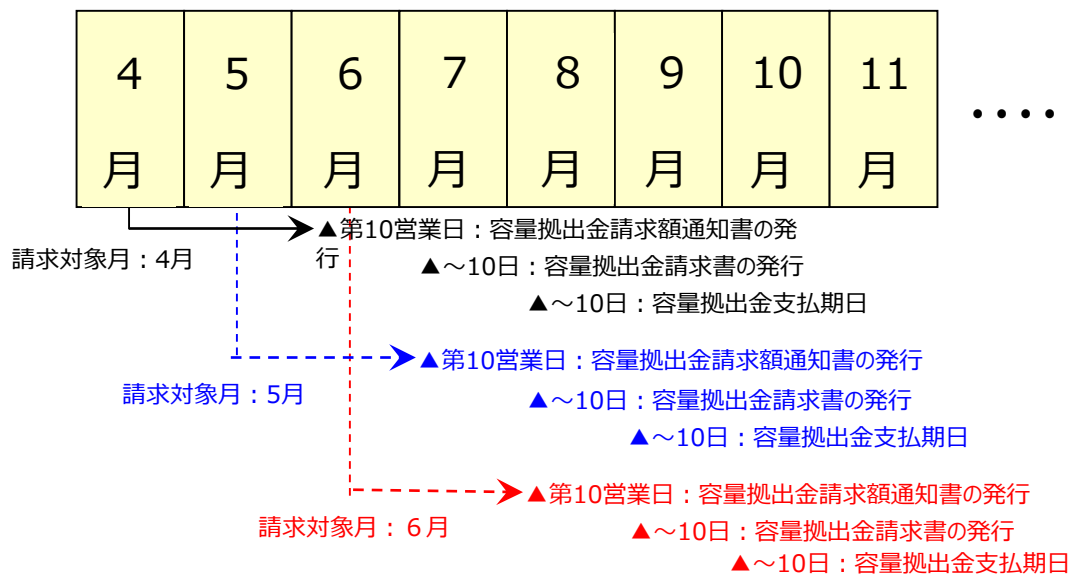 4月 5月 6月 7月 8月 9月 10月 11月 ‥‥
▲第10営業日：容量拠出金請求額通知書の発
行
請求対象月：4月
▲～10日：容量拠出金請求書の発行
▲～10日：容量拠出金支払期日
▲第10営業日：容量拠出金請求額通知書の発行
請求対象月：5月
▲～10日：容量拠出金請求書の発行
▲～10日：容量拠出金支払期日
▲第10営業日：容量拠出金請求額通知書の発行
請求対象月：６月
▲～10日：容量拠出金請求書の発行
▲～10日：容量拠出金支払期日